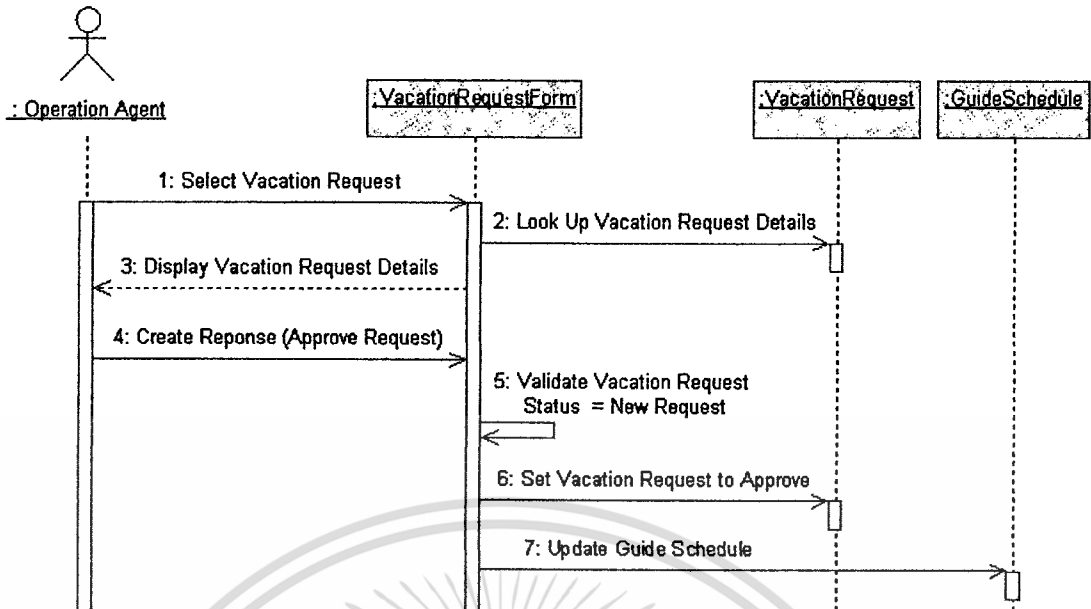 : Operation Agent
:VacationRequestForm
:VacationRequest
:GuideSchedule
1: Select Vacation Request
2: Look Up Vacation Request Details
3: Display Vacation Request Details
4: Create Reponse (Approve Request)
5: Validate Vacation Request
Status = New Request
6: Set Vacation Request to Approve
7: Update Guide Schedule